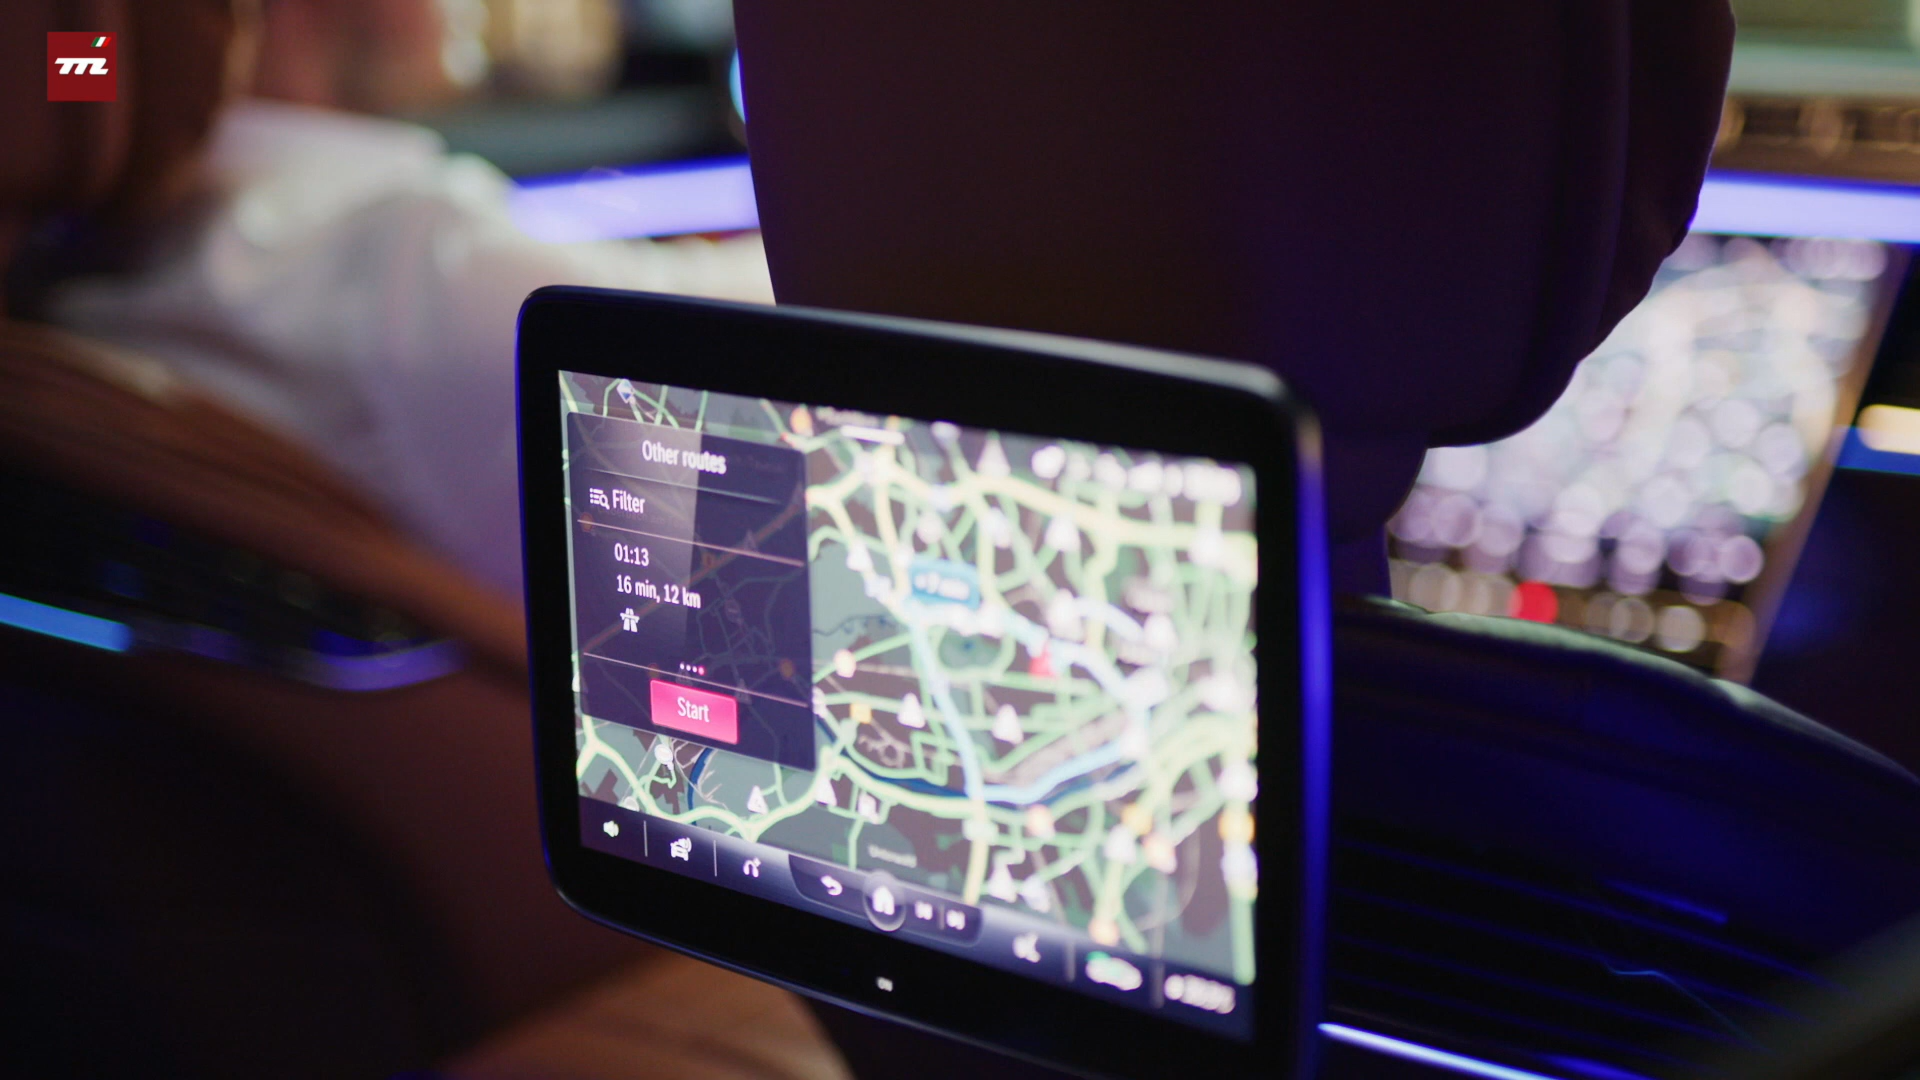 Other routes
Filter
01:13
16 min, 12 km
Start